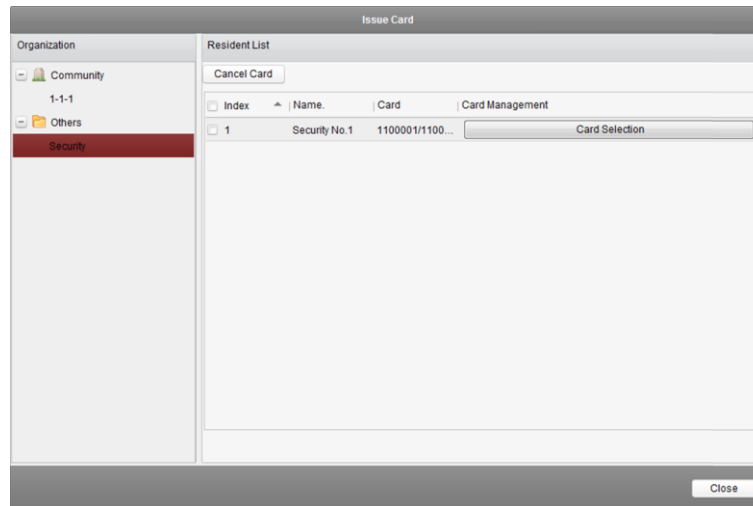 Issue Card
Organization
Resident List
Community
1-1-1
Others
Security
Cancel Card
Index Name. Card Card Management
1 Security No.1 1100001/1100... Card Selection
Close